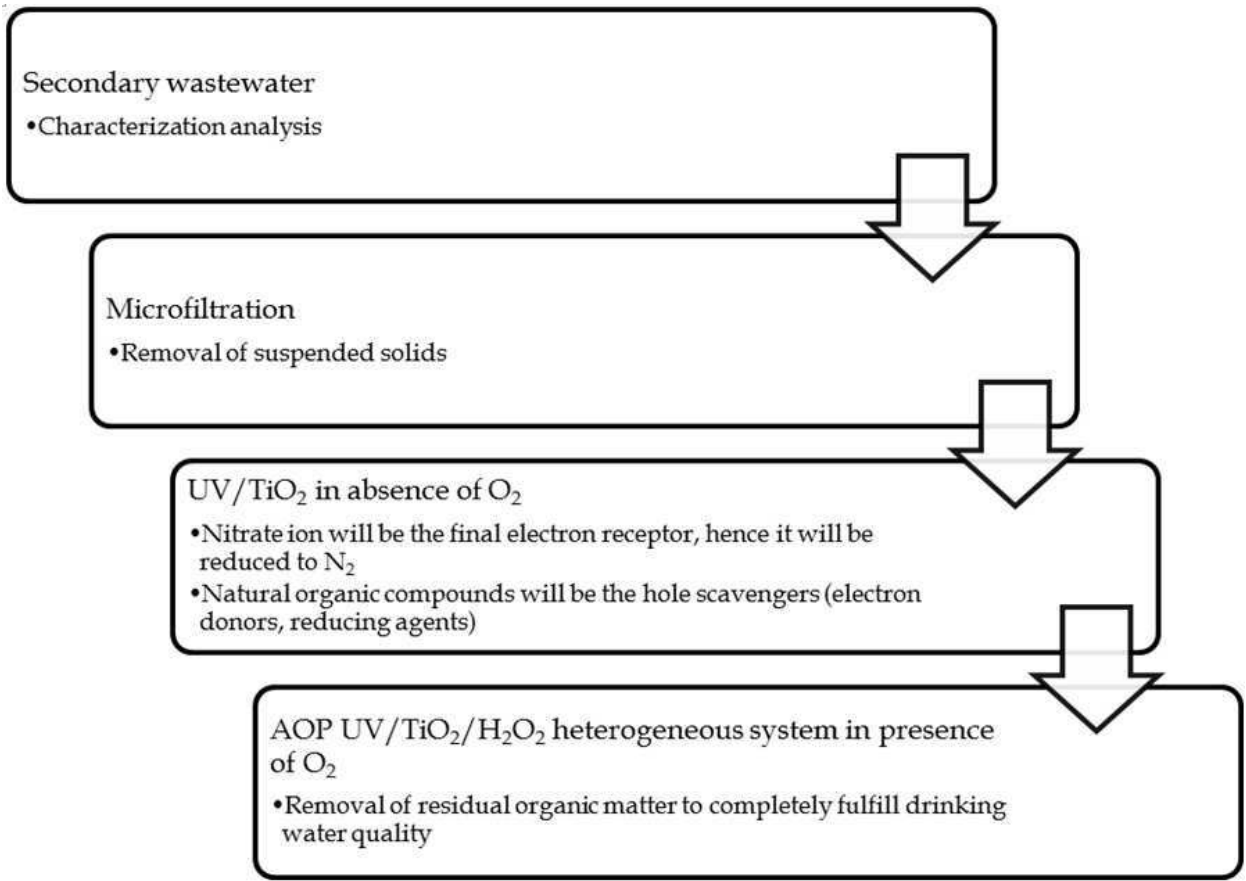 Secondary wastewater
•Characterization analysis
Microfiltration
•Removal of suspended solids
UV/TiO₂ in absence of O₂
•Nitrate ion will be the final electron receptor, hence it will be
reduced to N₂
•Natural organic compounds will be the hole scavengers (electron
donors, reducing agents)
AOP UV/TiO₂/H₂O₂ heterogeneous system in presence
of O₂
•Removal of residual organic matter to completely fulfill drinking
water quality